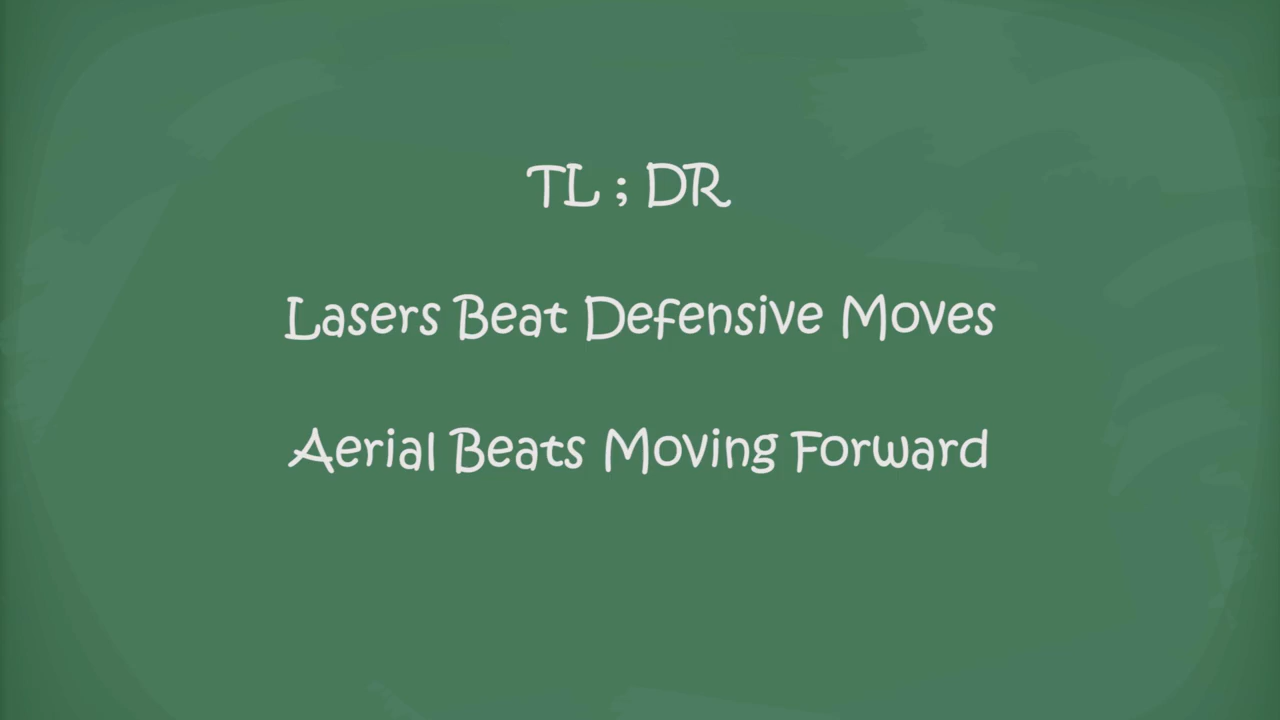 TL ; DR
Lasers Beat Defensive Moves
Aerial Beats Moving Forward